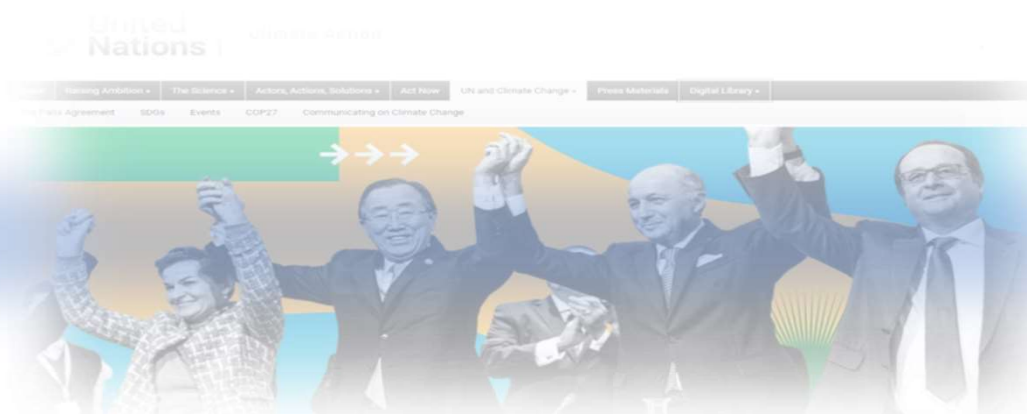 United
Nations
Climate Action
Raising Ambition
The Science
Actors, Actions, Solutions
Act Now
UN and Climate Change
Press Materials
Digital Library
Paris Agreement
SDGs
Events
COP27
Communicating on Climate Change